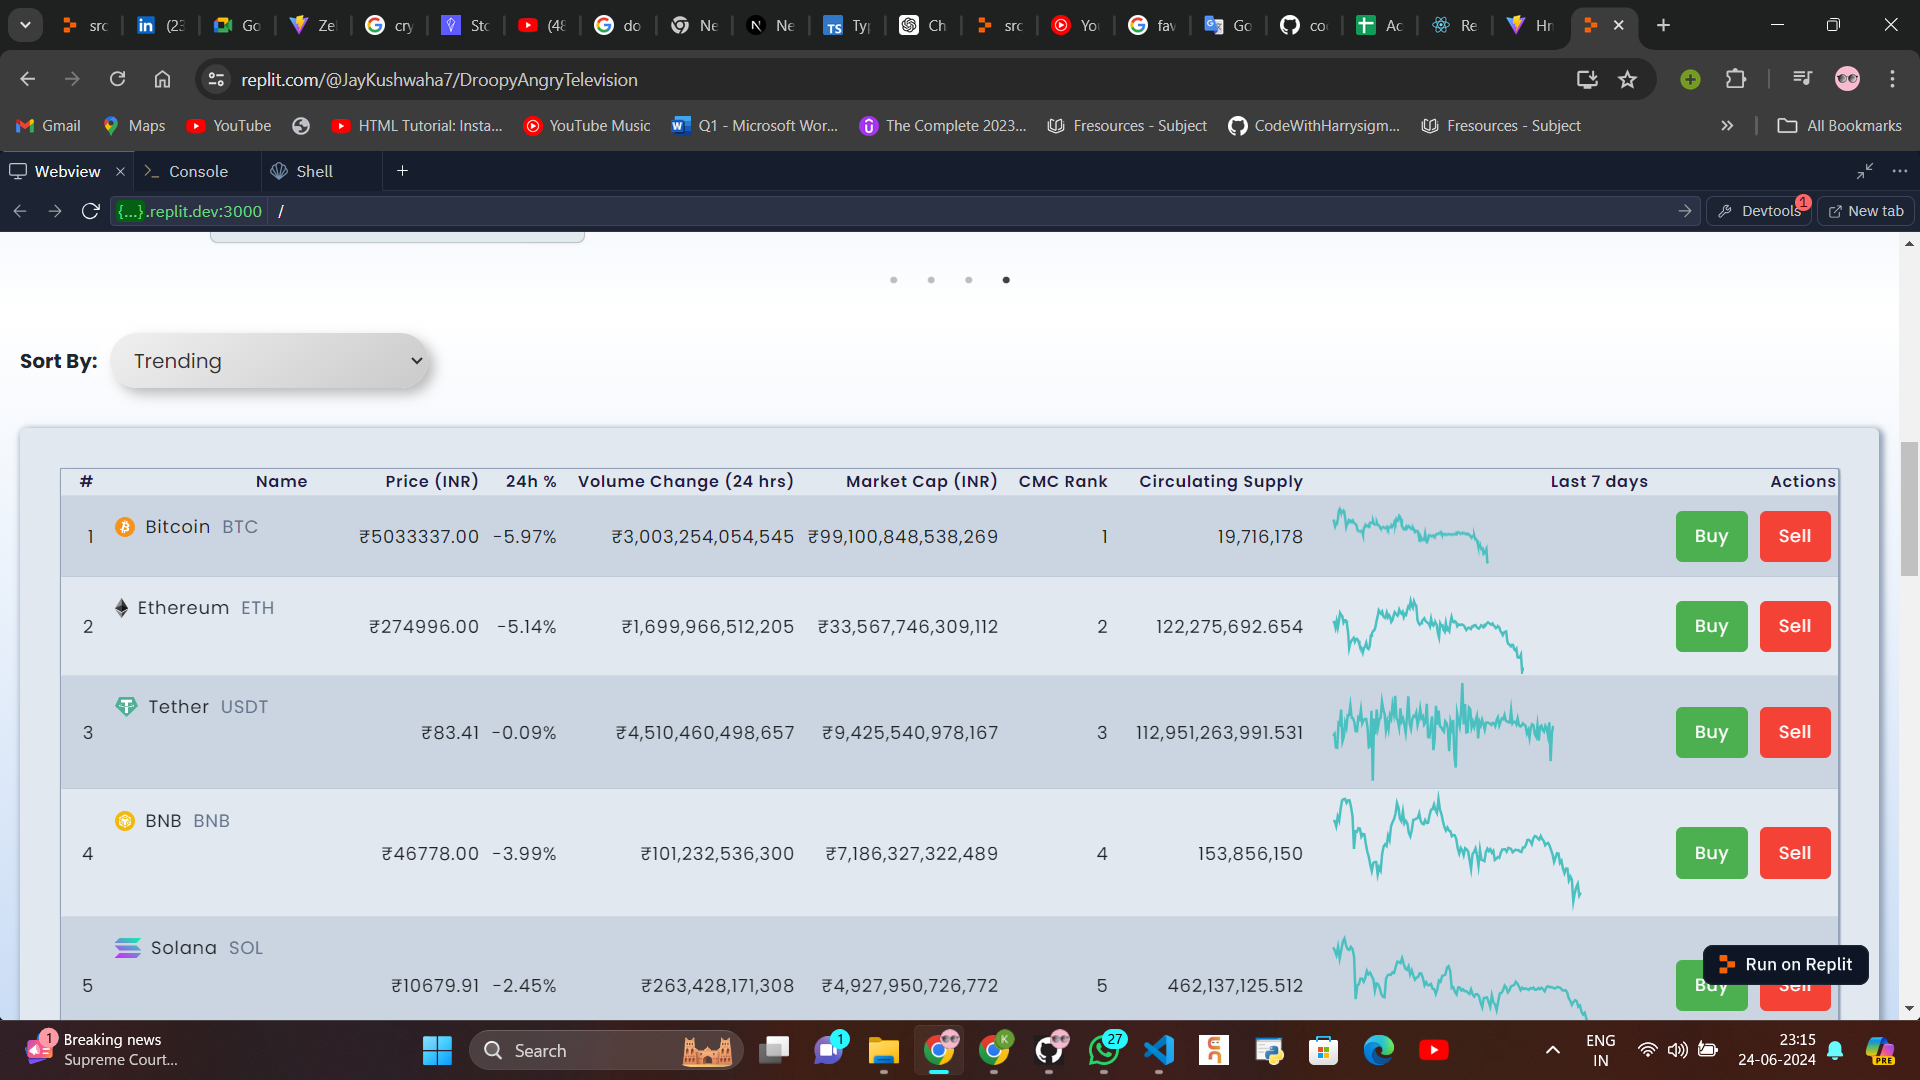 src
(23
Go
Zel
cry
Stc
(48
do
Ne
Ne
Typ
Ch
src
You
fav
Go
co
Ac
Re
Hr
replit.com/@JayKushwaha7/DroopyAngryTelevision
Gmail
Maps
YouTube
HTML Tutorial: Insta...
YouTube Music
Q1 - Microsoft Wor...
The Complete 2023...
Fresources - Subject
CodeWithHarrysigm...
Fresources - Subject
All Bookmarks
Webview
Console
Shell
{...}.replit.dev:3000 /
Devtools 1
New tab
Sort By: Trending
# Name Price (INR) 24h % Volume Change (24 hrs) Market Cap (INR) CMC Rank Circulating Supply Last 7 days Actions
1 Bitcoin BTC ₹5033337.00 -5.97% ₹3,003,254,054,545 ₹99,100,848,538,269 1 19,716,178 Buy Sell
2 Ethereum ETH ₹274996.00 -5.14% ₹1,699,966,512,205 ₹33,567,746,309,112 2 122,275,692.654 Buy Sell
3 Tether USDT ₹83.41 -0.09% ₹4,510,460,498,657 ₹9,425,540,978,167 3 112,951,263,991.531 Buy Sell
4 BNB BNB ₹46778.00 -3.99% ₹101,232,536,300 ₹7,186,327,322,489 4 153,856,150 Buy Sell
5 Solana SOL ₹10679.91 -2.45% ₹263,428,171,308 ₹4,927,950,726,772 5 462,137,125.512 Buy Sell
Run on Replit
1
Breaking news
Supreme Court...
Search
1
K
27
PRE
ENG
IN
23:15
24-06-2024